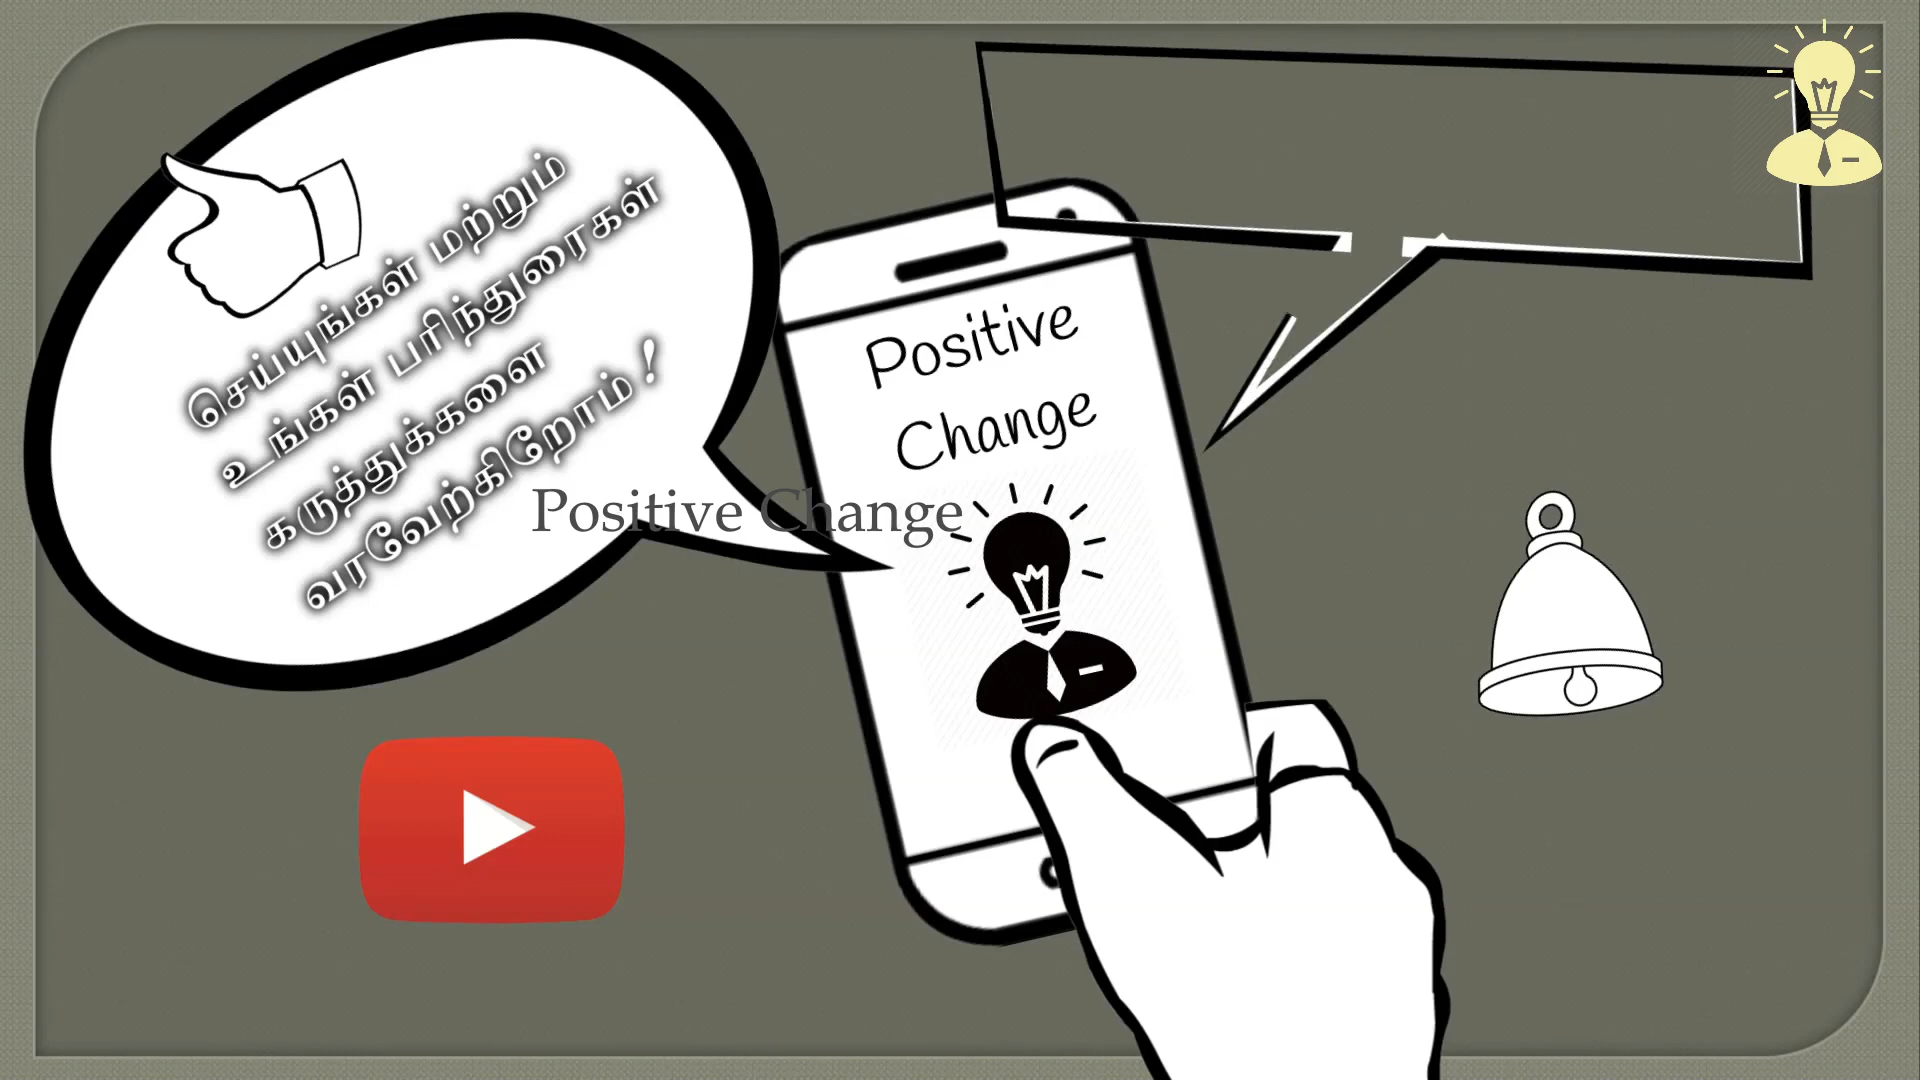 செய்யுங்கள் மற்றும்
உங்கள் பரிந்துரைகள்
கருத்துக்களை
வரவேற்கிறோம் !
Positive
Change
Positive Change